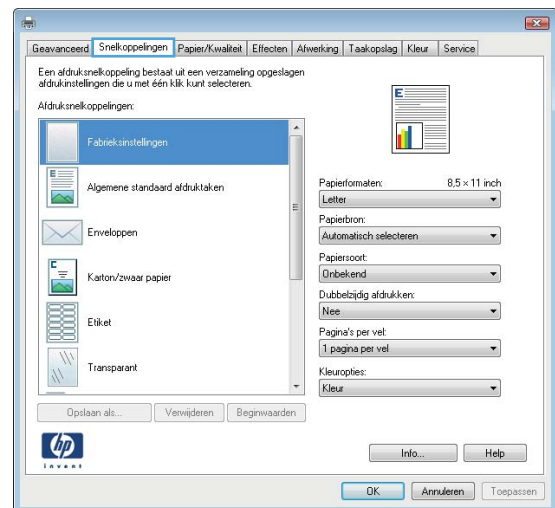 Geavanceerd Snelkoppelingen Papier/Kwaliteit Effecten Afwerking Taakopslag Kleur Service
Een afdruksnelkoppeling bestaat uit een verzameling opgeslagen
afdrukinstellingen die u met één klik kunt selecteren.
Afdruksnelkoppelingen:
Fabrieksinstellingen
Algemene standaard afdruktaken
Enveloppen
Karton/zwaar papier
Etiket
Transparant
Opslaan als... Verwijderen Beginwaarden
E
Papierformaten: 8,5 × 11 inch
Letter
Papierbron:
Automatisch selecteren
Papiersoort:
Onbekend
Dubbelzijdig afdrukken:
Nee
Pagina's per vel:
1 pagina per vel
Kleuropties:
Kleur
hp
invent
Info... Help
OK Annuleren Toepassen